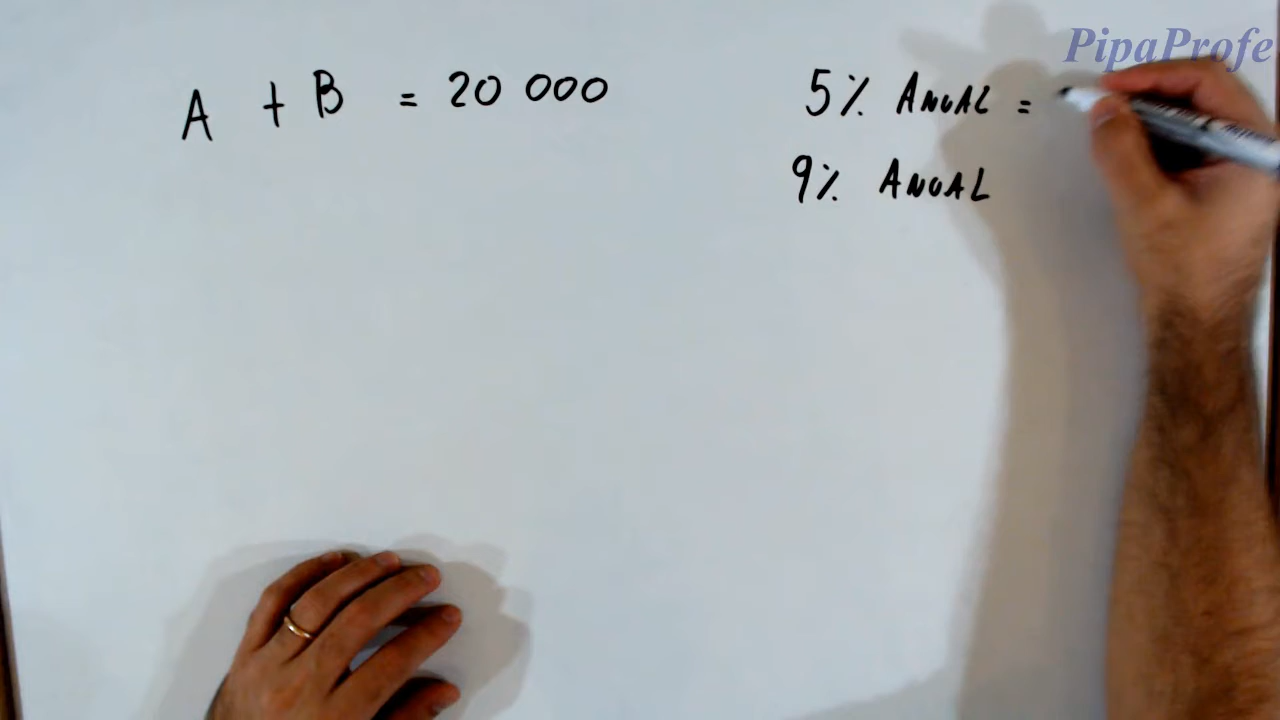 PipaProfe
A + B = 20 000
5% ANUAL =
9% ANUAL